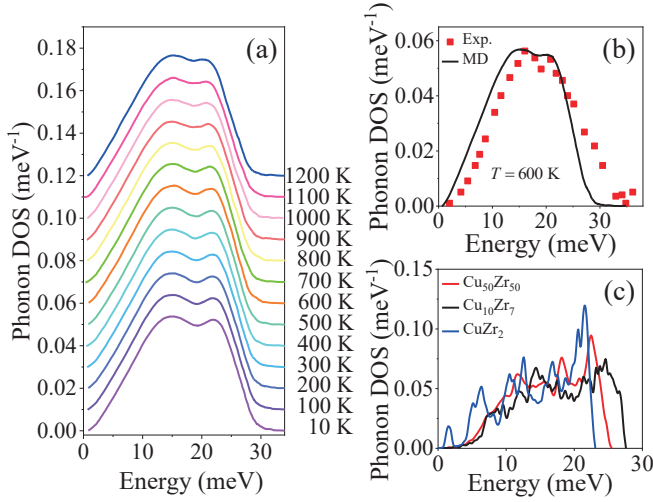 (a)
Phonon DOS (meV⁻¹)
0.18
0.16
0.14
0.12
0.10
0.08
0.06
0.04
0.02
0.00
1200 K
1100 K
1000 K
900 K
800 K
700 K
600 K
500 K
400 K
300 K
200 K
100 K
10 K
0 10 20 30
Energy (meV)
(b)
Phonon DOS (meV⁻¹)
0.06
0.04
0.02
0.00
Exp.
MD
T = 600 K
0 10 20 30
Energy (meV)
(c)
Phonon DOS (meV⁻¹)
0.15
0.10
0.05
0.00
Cu₅₀Zr₅₀
Cu₁₀Zr₇
CuZr₂
0 10 20 30
Energy (meV)